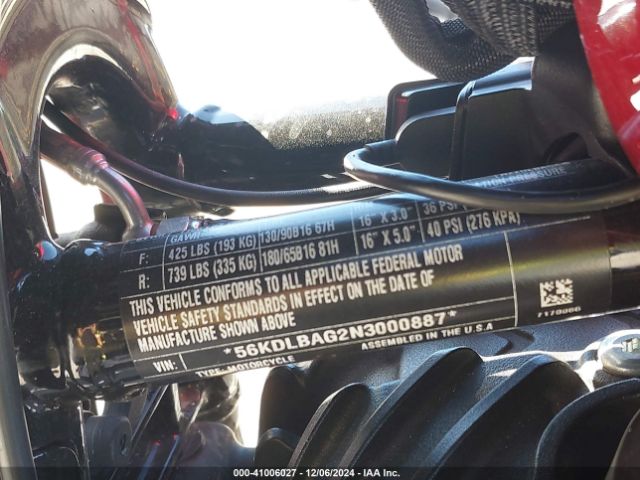 GAWR
F: 425 LBS (193 KG) 130/90B16 67H 16" X 3.0" 36 PSI
R: 739 LBS (335 KG) 180/65B16 81H 16" X 5.0" 40 PSI (276 KPA)
THIS VEHICLE CONFORMS TO ALL APPLICABLE FEDERAL MOTOR
VEHICLE SAFETY STANDARDS IN EFFECT ON THE DATE OF
MANUFACTURE SHOWN ABOVE
VIN: *56KDLBAG2N3000887*
TYPE: MOTORCYCLE ASSEMBLED IN THE U.S.A
000-41006027 - 12/06/2024 - IAA Inc.